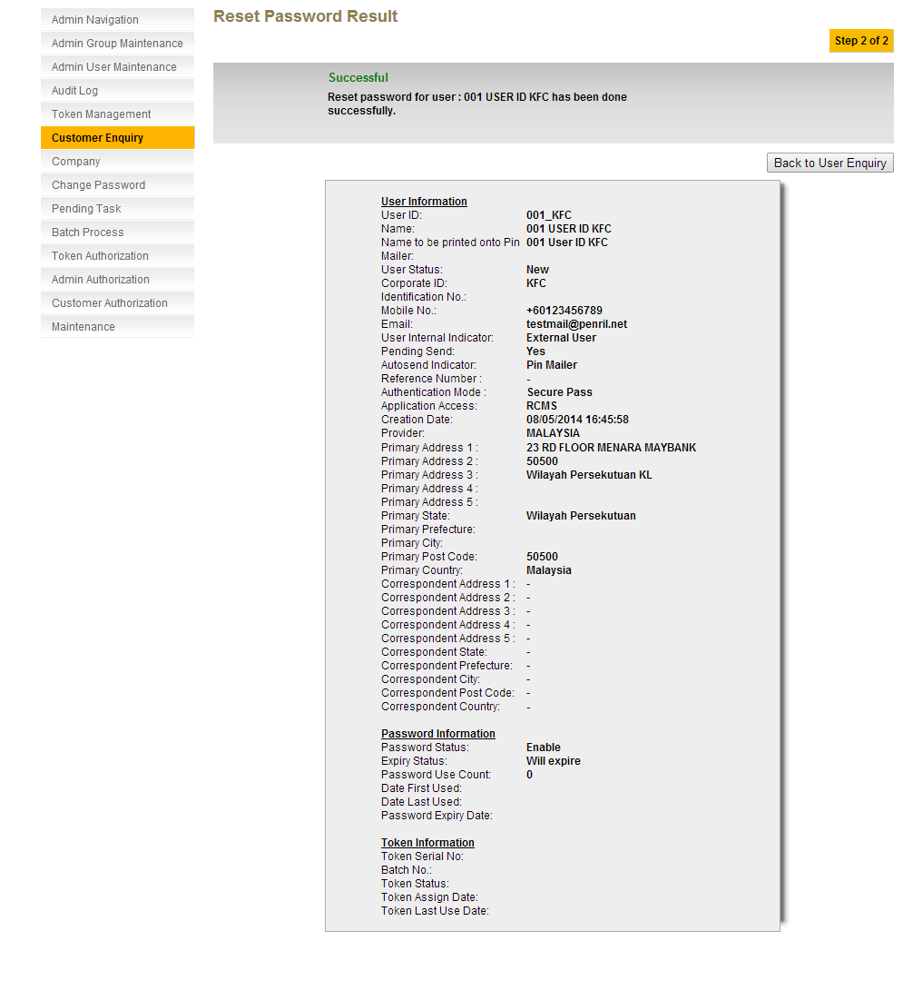 Admin Navigation
Admin Group Maintenance
Admin User Maintenance
Audit Log
Token Management
Customer Enquiry
Company
Change Password
Pending Task
Batch Process
Token Authorization
Admin Authorization
Customer Authorization
Maintenance
Reset Password Result
Step 2 of 2
Successful
Reset password for user : 001 USER ID KFC has been done
successfully.
Back to User Enquiry
User Information
User ID: 001_KFC
Name: 001 USER ID KFC
Name to be printed onto Pin 001 User ID KFC
Mailer:
User Status: New
Corporate ID: KFC
Identification No.:
Mobile No.: +60123456789
Email: testmail@penril.net
User Internal Indicator: External User
Pending Send: Yes
Autosend Indicator: Pin Mailer
Reference Number : -
Authentication Mode : Secure Pass
Application Access: RCMS
Creation Date: 08/05/2014 16:45:58
Provider: MALAYSIA
Primary Address 1 : 23 RD FLOOR MENARA MAYBANK
Primary Address 2 : 50500
Primary Address 3 : Wilayah Persekutuan KL
Primary Address 4 :
Primary Address 5 :
Primary State: Wilayah Persekutuan
Primary Prefecture:
Primary City:
Primary Post Code: 50500
Primary Country: Malaysia
Correspondent Address 1 : -
Correspondent Address 2 : -
Correspondent Address 3 : -
Correspondent Address 4 : -
Correspondent Address 5 : -
Correspondent State: -
Correspondent Prefecture: -
Correspondent City: -
Correspondent Post Code: -
Correspondent Country: -
Password Information
Password Status: Enable
Expiry Status: Will expire
Password Use Count: 0
Date First Used:
Date Last Used:
Password Expiry Date:
Token Information
Token Serial No:
Batch No.:
Token Status:
Token Assign Date:
Token Last Use Date: